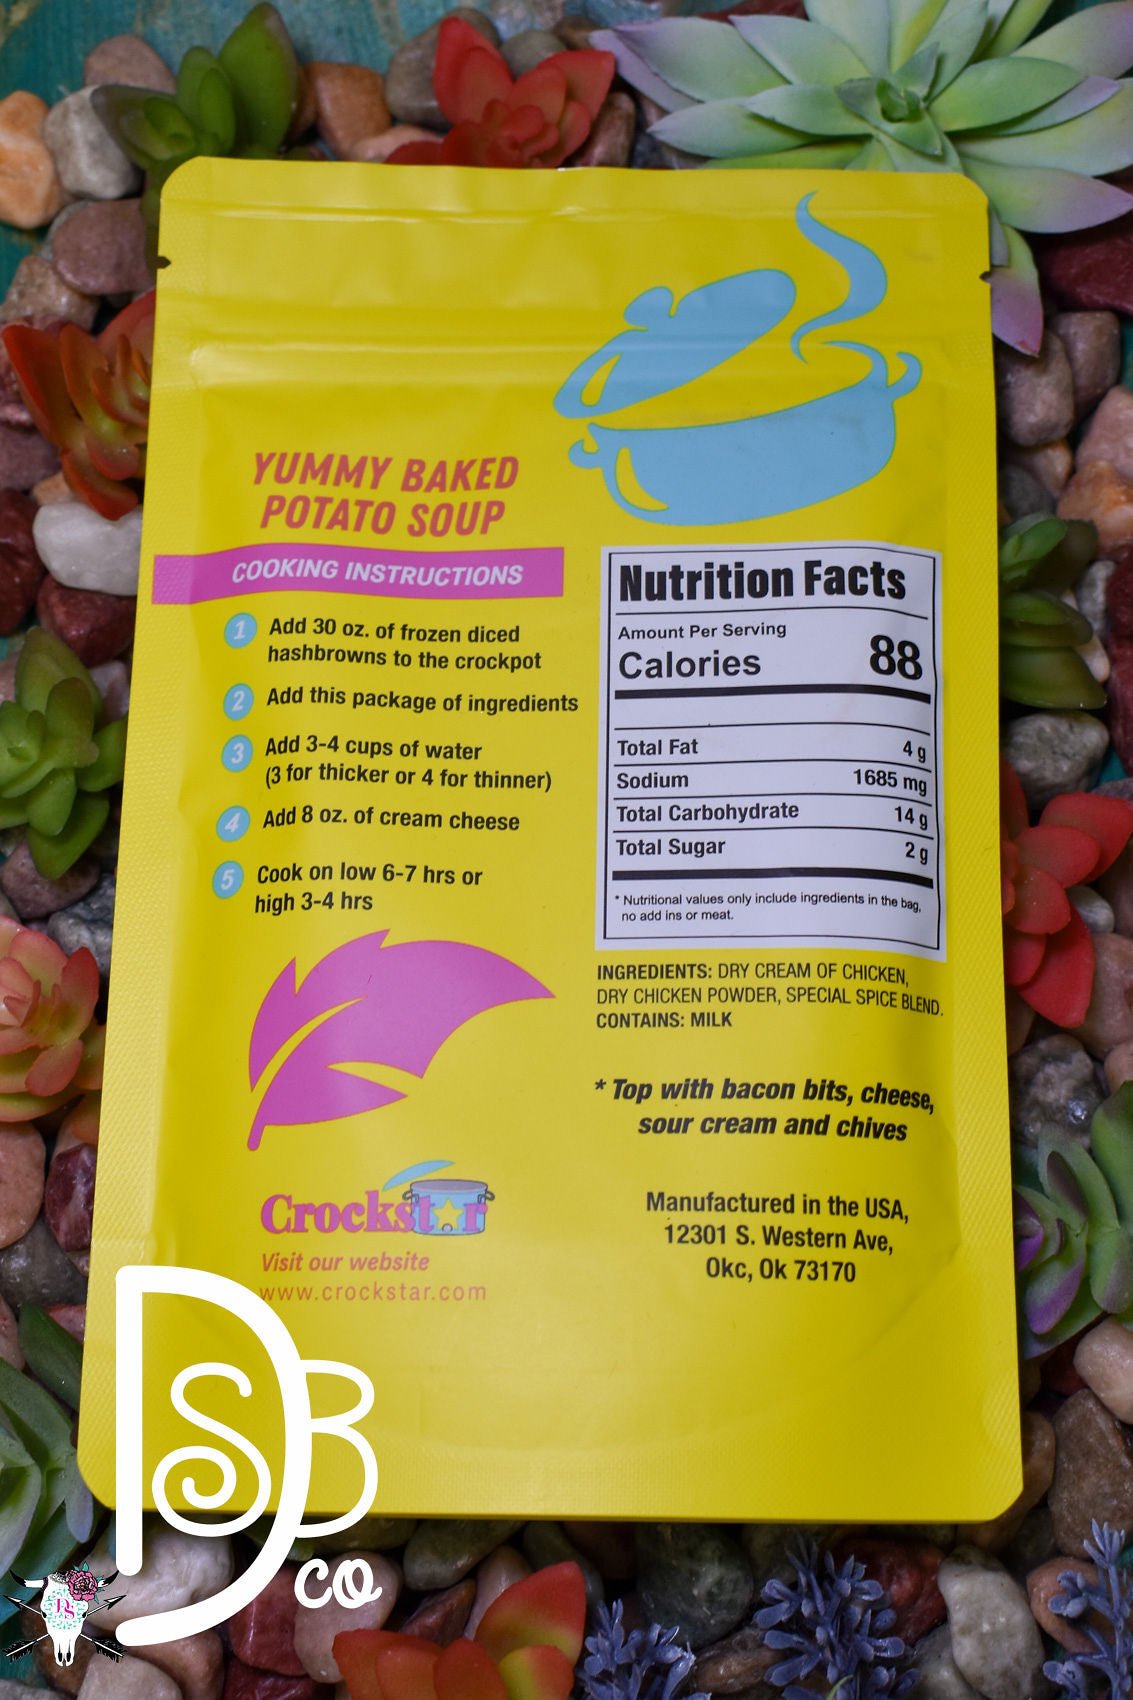 YUMMY BAKED
POTATO SOUP
COOKING INSTRUCTIONS
1 Add 30 oz. of frozen diced
hashbrowns to the crockpot
2 Add this package of ingredients
3 Add 3-4 cups of water
(3 for thicker or 4 for thinner)
4 Add 8 oz. of cream cheese
5 Cook on low 6-7 hrs or
high 3-4 hrs
Crockstar
Visit our website
www.crockstar.com
Nutrition Facts
Amount Per Serving
Calories 88
Total Fat 4 g
Sodium 1685 mg
Total Carbohydrate 14 g
Total Sugar 2 g
* Nutritional values only include ingredients in the bag,
no add ins or meat.
INGREDIENTS: DRY CREAM OF CHICKEN,
DRY CHICKEN POWDER, SPECIAL SPICE BLEND.
CONTAINS: MILK
* Top with bacon bits, cheese,
sour cream and chives
Manufactured in the USA,
12301 S. Western Ave,
Okc, Ok 73170
DSB
co